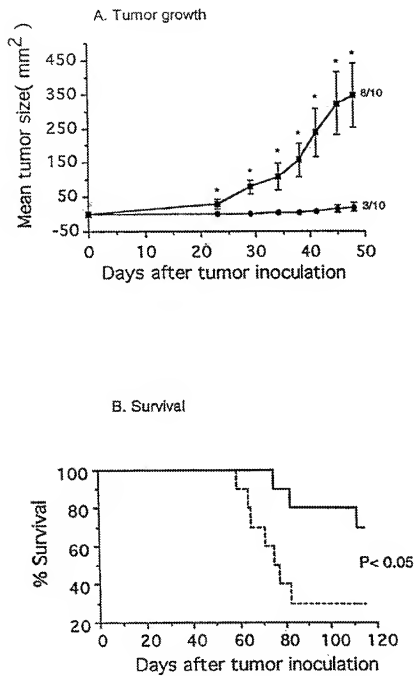 A. Tumor growth
Mean tumor size( mm²)
450
350
250
150
50
-50
* * * * * * *
8/10
3/10
0 10 20 30 40 50
Days after tumor inoculation
B. Survival
% Survival
100
80
60
40
20
P< 0.05
0 20 40 60 80 100 120
Days after tumor inoculation